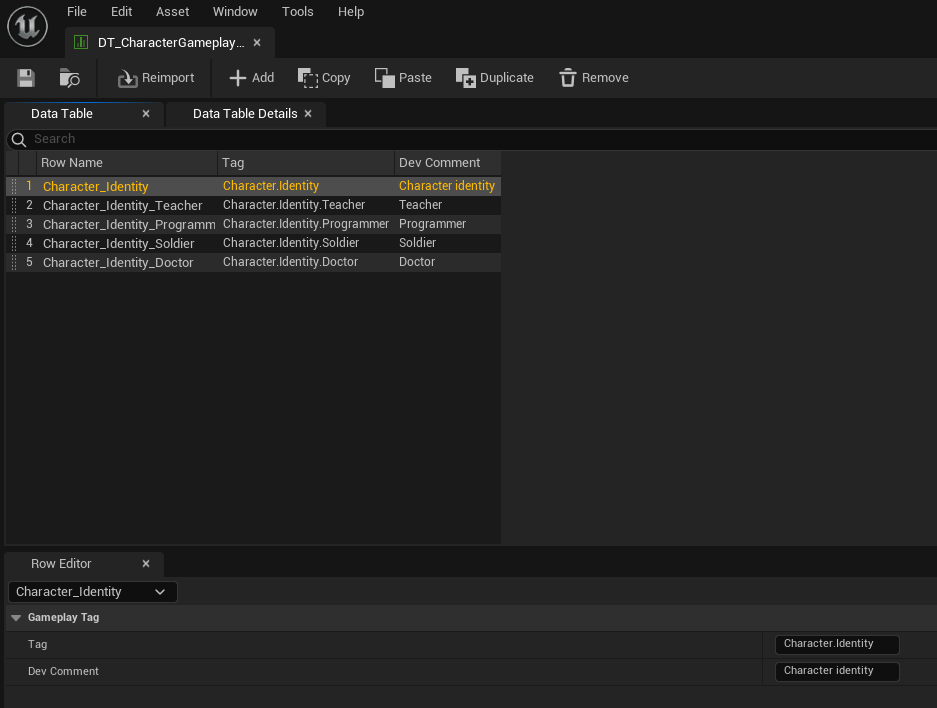 File Edit Asset Window Tools Help
DT_CharacterGameplay...
Reimport Add Copy Paste Duplicate Remove
Data Table Data Table Details
Search
Row Name Tag Dev Comment
1 Character_Identity Character.Identity Character identity
2 Character_Identity_Teacher Character.Identity.Teacher Teacher
3 Character_Identity_Programm Character.Identity.Programmer Programmer
4 Character_Identity_Soldier Character.Identity.Soldier Soldier
5 Character_Identity_Doctor Character.Identity.Doctor Doctor
Row Editor
Character_Identity
Gameplay Tag
Tag Character.Identity
Dev Comment Character identity